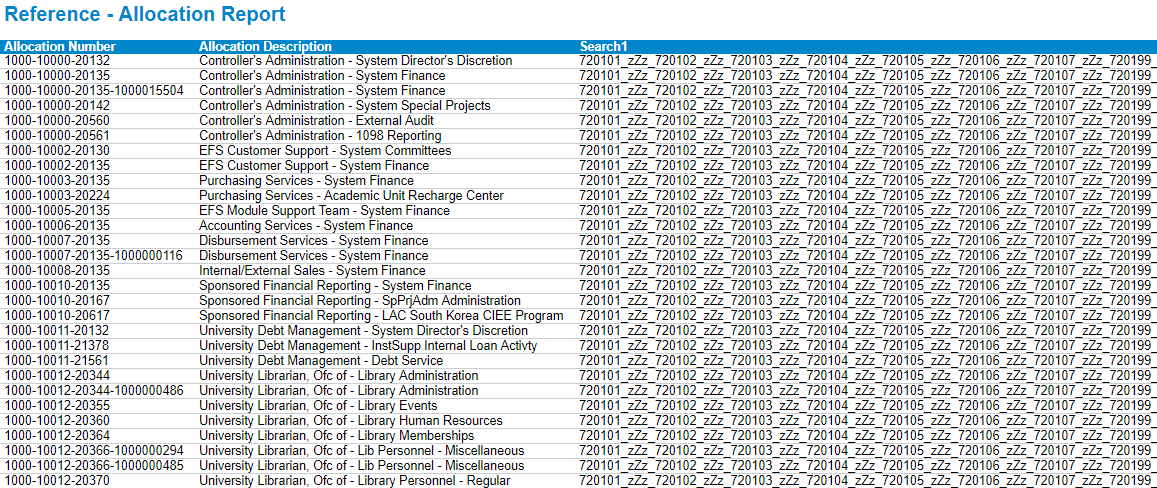 Reference - Allocation Report
Allocation Number Allocation Description Search1
1000-10000-20132 Controller's Administration - System Director's Discretion 720101_zZz_720102_zZz_720103_zZz_720104_zZz_720105_zZz_720106_zZz_720107_zZz_720199_
1000-10000-20135 Controller's Administration - System Finance 720101_zZz_720102_zZz_720103_zZz_720104_zZz_720105_zZz_720106_zZz_720107_zZz_720199_
1000-10000-20135-1000015504 Controller's Administration - System Finance 720101_zZz_720102_zZz_720103_zZz_720104_zZz_720105_zZz_720106_zZz_720107_zZz_720199_
1000-10000-20142 Controller's Administration - System Special Projects 720101_zZz_720102_zZz_720103_zZz_720104_zZz_720105_zZz_720106_zZz_720107_zZz_720199_
1000-10000-20560 Controller's Administration - External Audit 720101_zZz_720102_zZz_720103_zZz_720104_zZz_720105_zZz_720106_zZz_720107_zZz_720199_
1000-10000-20561 Controller's Administration - 1098 Reporting 720101_zZz_720102_zZz_720103_zZz_720104_zZz_720105_zZz_720106_zZz_720107_zZz_720199_
1000-10002-20130 EFS Customer Support - System Committees 720101_zZz_720102_zZz_720103_zZz_720104_zZz_720105_zZz_720106_zZz_720107_zZz_720199_
1000-10002-20135 EFS Customer Support - System Finance 720101_zZz_720102_zZz_720103_zZz_720104_zZz_720105_zZz_720106_zZz_720107_zZz_720199_
1000-10003-20135 Purchasing Services - System Finance 720101_zZz_720102_zZz_720103_zZz_720104_zZz_720105_zZz_720106_zZz_720107_zZz_720199_
1000-10003-20224 Purchasing Services - Academic Unit Recharge Center 720101_zZz_720102_zZz_720103_zZz_720104_zZz_720105_zZz_720106_zZz_720107_zZz_720199_
1000-10005-20135 EFS Module Support Team - System Finance 720101_zZz_720102_zZz_720103_zZz_720104_zZz_720105_zZz_720106_zZz_720107_zZz_720199_
1000-10006-20135 Accounting Services - System Finance 720101_zZz_720102_zZz_720103_zZz_720104_zZz_720105_zZz_720106_zZz_720107_zZz_720199_
1000-10007-20135 Disbursement Services - System Finance 720101_zZz_720102_zZz_720103_zZz_720104_zZz_720105_zZz_720106_zZz_720107_zZz_720199_
1000-10007-20135-1000000116 Disbursement Services - System Finance 720101_zZz_720102_zZz_720103_zZz_720104_zZz_720105_zZz_720106_zZz_720107_zZz_720199_
1000-10008-20135 Internal/External Sales - System Finance 720101_zZz_720102_zZz_720103_zZz_720104_zZz_720105_zZz_720106_zZz_720107_zZz_720199_
1000-10010-20135 Sponsored Financial Reporting - System Finance 720101_zZz_720102_zZz_720103_zZz_720104_zZz_720105_zZz_720106_zZz_720107_zZz_720199_
1000-10010-20167 Sponsored Financial Reporting - SpPrjAdm Administration 720101_zZz_720102_zZz_720103_zZz_720104_zZz_720105_zZz_720106_zZz_720107_zZz_720199_
1000-10010-20617 Sponsored Financial Reporting - LAC South Korea CIEE Program 720101_zZz_720102_zZz_720103_zZz_720104_zZz_720105_zZz_720106_zZz_720107_zZz_720199_
1000-10011-20132 University Debt Management - System Director's Discretion 720101_zZz_720102_zZz_720103_zZz_720104_zZz_720105_zZz_720106_zZz_720107_zZz_720199_
1000-10011-21378 University Debt Management - InstSupp Internal Loan Activty 720101_zZz_720102_zZz_720103_zZz_720104_zZz_720105_zZz_720106_zZz_720107_zZz_720199_
1000-10011-21561 University Debt Management - Debt Service 720101_zZz_720102_zZz_720103_zZz_720104_zZz_720105_zZz_720106_zZz_720107_zZz_720199_
1000-10012-20344 University Librarian, Ofc of - Library Administration 720101_zZz_720102_zZz_720103_zZz_720104_zZz_720105_zZz_720106_zZz_720107_zZz_720199_
1000-10012-20344-1000000486 University Librarian, Ofc of - Library Administration 720101_zZz_720102_zZz_720103_zZz_720104_zZz_720105_zZz_720106_zZz_720107_zZz_720199_
1000-10012-20355 University Librarian, Ofc of - Library Events 720101_zZz_720102_zZz_720103_zZz_720104_zZz_720105_zZz_720106_zZz_720107_zZz_720199_
1000-10012-20360 University Librarian, Ofc of - Library Human Resources 720101_zZz_720102_zZz_720103_zZz_720104_zZz_720105_zZz_720106_zZz_720107_zZz_720199_
1000-10012-20364 University Librarian, Ofc of - Library Memberships 720101_zZz_720102_zZz_720103_zZz_720104_zZz_720105_zZz_720106_zZz_720107_zZz_720199_
1000-10012-20366-1000000294 University Librarian, Ofc of - Lib Personnel - Miscellaneous 720101_zZz_720102_zZz_720103_zZz_720104_zZz_720105_zZz_720106_zZz_720107_zZz_720199_
1000-10012-20366-1000000485 University Librarian, Ofc of - Lib Personnel - Miscellaneous 720101_zZz_720102_zZz_720103_zZz_720104_zZz_720105_zZz_720106_zZz_720107_zZz_720199_
1000-10012-20370 University Librarian, Ofc of - Library Personnel - Regular 720101_zZz_720102_zZz_720103_zZz_720104_zZz_720105_zZz_720106_zZz_720107_zZz_720199_